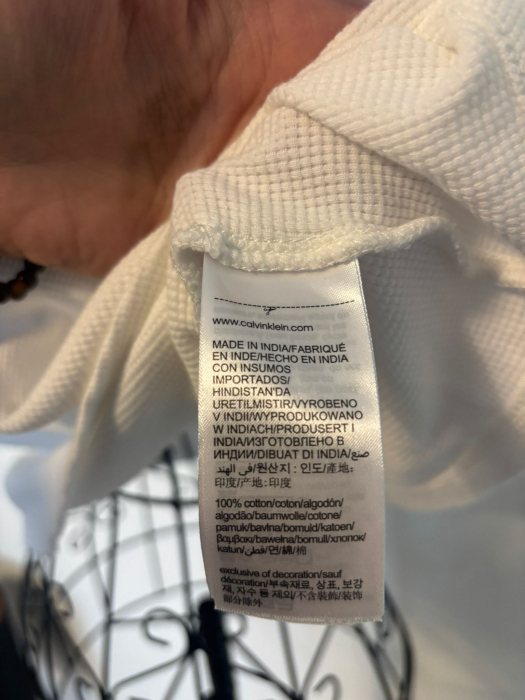 www.calvinklein.com
MADE IN INDIA/FABRIQUÉ
EN INDE/HECHO EN INDIA
CON INSUMOS
IMPORTADOS/
HINDISTAN'DA
URETILMISTIR/VYROBENO
V INDII/WYPRODUKOWANO
W INDIACH/PRODUSERT I
INDIA/ИЗГОТОВЛЕНО В
ИНДИИ/DIBUAT DI INDIA/صنع
في الهند/원산지 : 인도/產地:
印度/产地:印度
100% cotton/coton/algodón/
algodão/baumwolle/cotone/
pamuk/bavlna/bomuld/katoen/
βαμβακι/bawełna/bomull/хлопок/
katun/قطن/면/綿/棉
exclusive of decoration/sauf
décoration/부속재료, 상표, 보강
재, 자수 등 제외/不含裝飾/装饰
部分除外